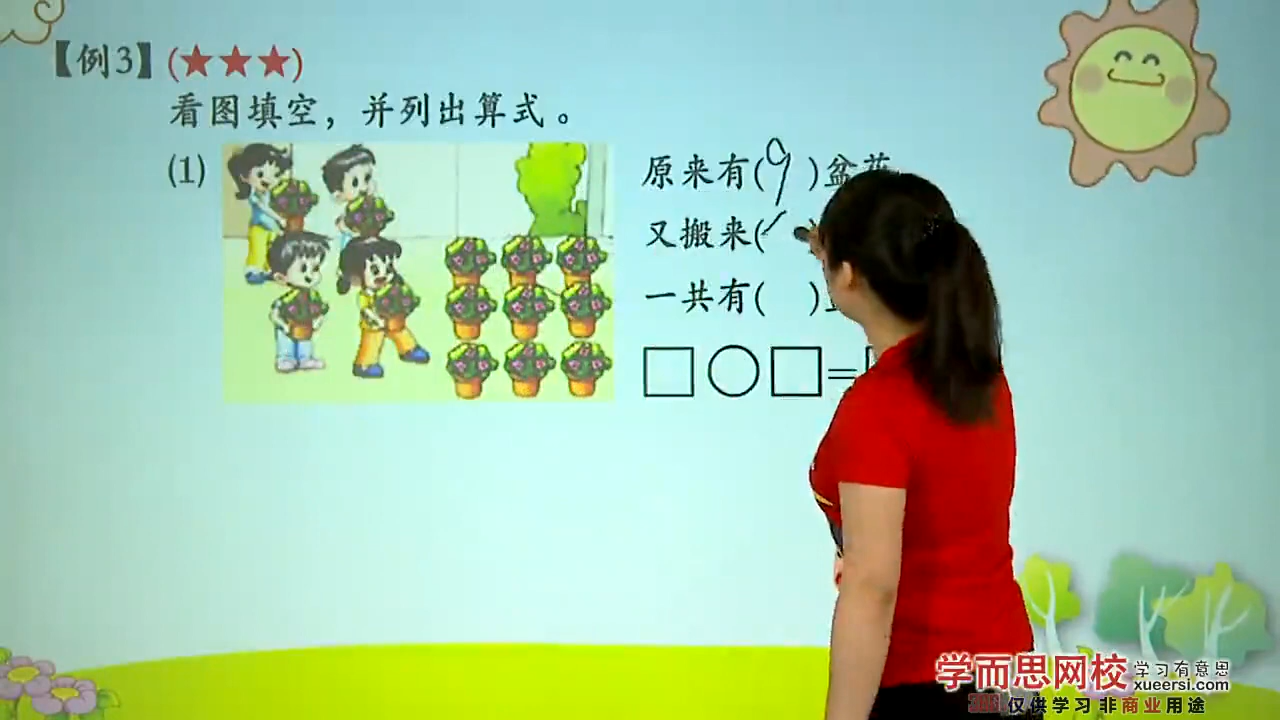 【例3】(★★★)
看图填空，并列出算式。
(1)
原来有(9)盆花
又搬来(
一共有( )
□○□=
学而思网校 学习有意思
xueersi.com
仅供学习 非商业用途